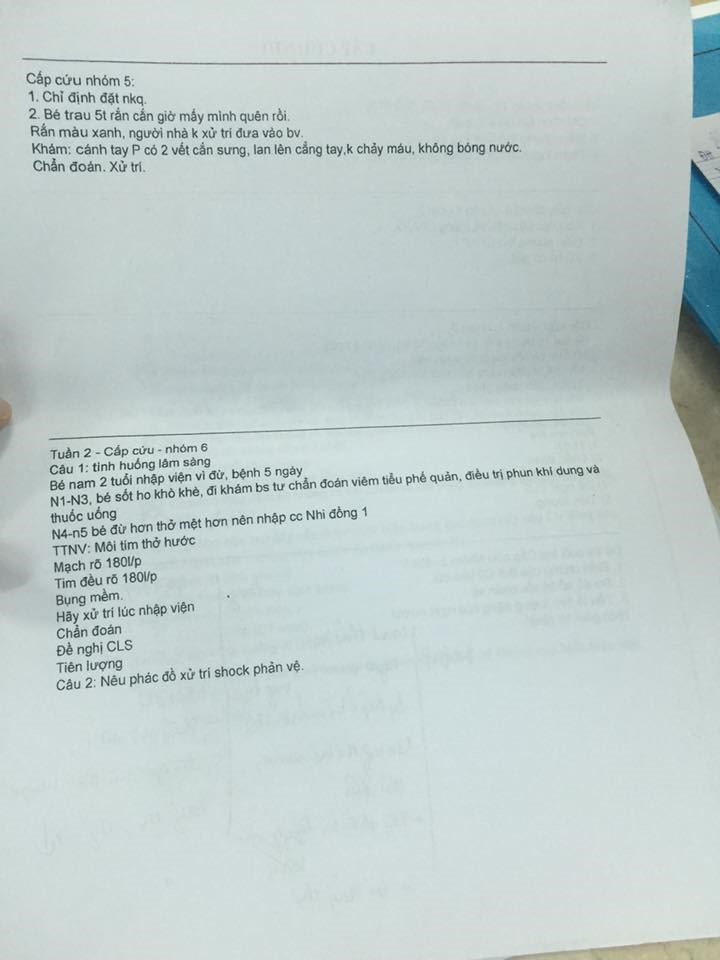 Cấp cứu nhóm 5:
1. Chỉ định đặt nkq.
2. Bé trau 5t rắn cắn giờ mấy mình quên rồi.
Rắn màu xanh, người nhà k xử trí đưa vào bv.
Khám: cánh tay P có 2 vết cắn sưng, lan lên cẳng tay,k chảy máu, không bóng nước.
Chẩn đoán. Xử trí.
Tuần 2 - Cấp cứu - nhóm 6
Câu 1: tình huống lâm sàng
Bé nam 2 tuổi nhập viện vì đừ, bệnh 5 ngày
N1-N3, bé sốt ho khò khè, đi khám bs tư chẩn đoán viêm tiểu phế quản, điều trị phun khí dung và
thuốc uống
N4-n5 bé đừ hơn thở mệt hơn nên nhập cc Nhi đồng 1
TTNV: Môi tím thở hước
Mạch rõ 180l/p
Tim đều rõ 180l/p
Bụng mềm.
Hãy xử trí lúc nhập viện
Chẩn đoán
Đề nghị CLS
Tiên lượng
Câu 2: Nêu phác đồ xử trí shock phản vệ.